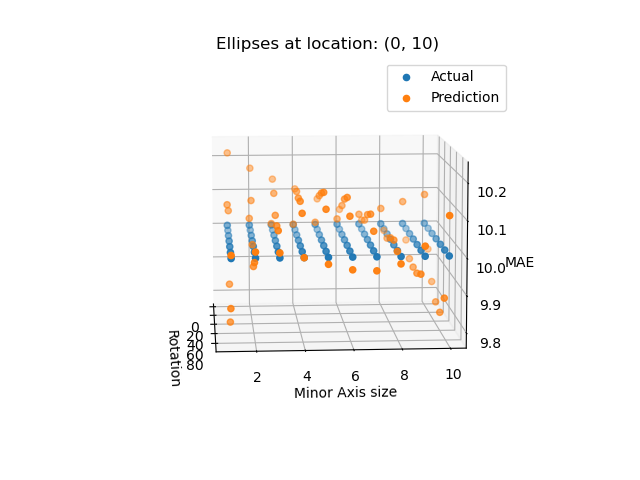 Ellipses at location: (0, 10)
Actual
Prediction
10.2
10.1
10.0
9.9
9.8
MAE
0
20
40
60
80
Rotation
2
4
6
8
10
Minor Axis size